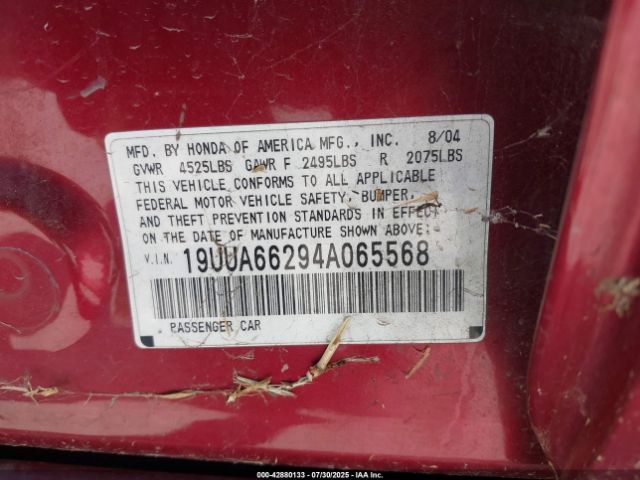 MFD. BY HONDA OF AMERICA MFG., INC. 8/04
GVWR 4525LBS GAWR F 2495LBS R 2075LBS
THIS VEHICLE CONFORMS TO ALL APPLICABLE
FEDERAL MOTOR VEHICLE SAFETY, BUMPER,
AND THEFT PREVENTION STANDARDS IN EFFECT
ON THE DATE OF MANUFACTURE SHOWN ABOVE.
V.I.N. 19UUA66294A065568
PASSENGER CAR
000-42880133 - 07/30/2025 - IAAI.COM